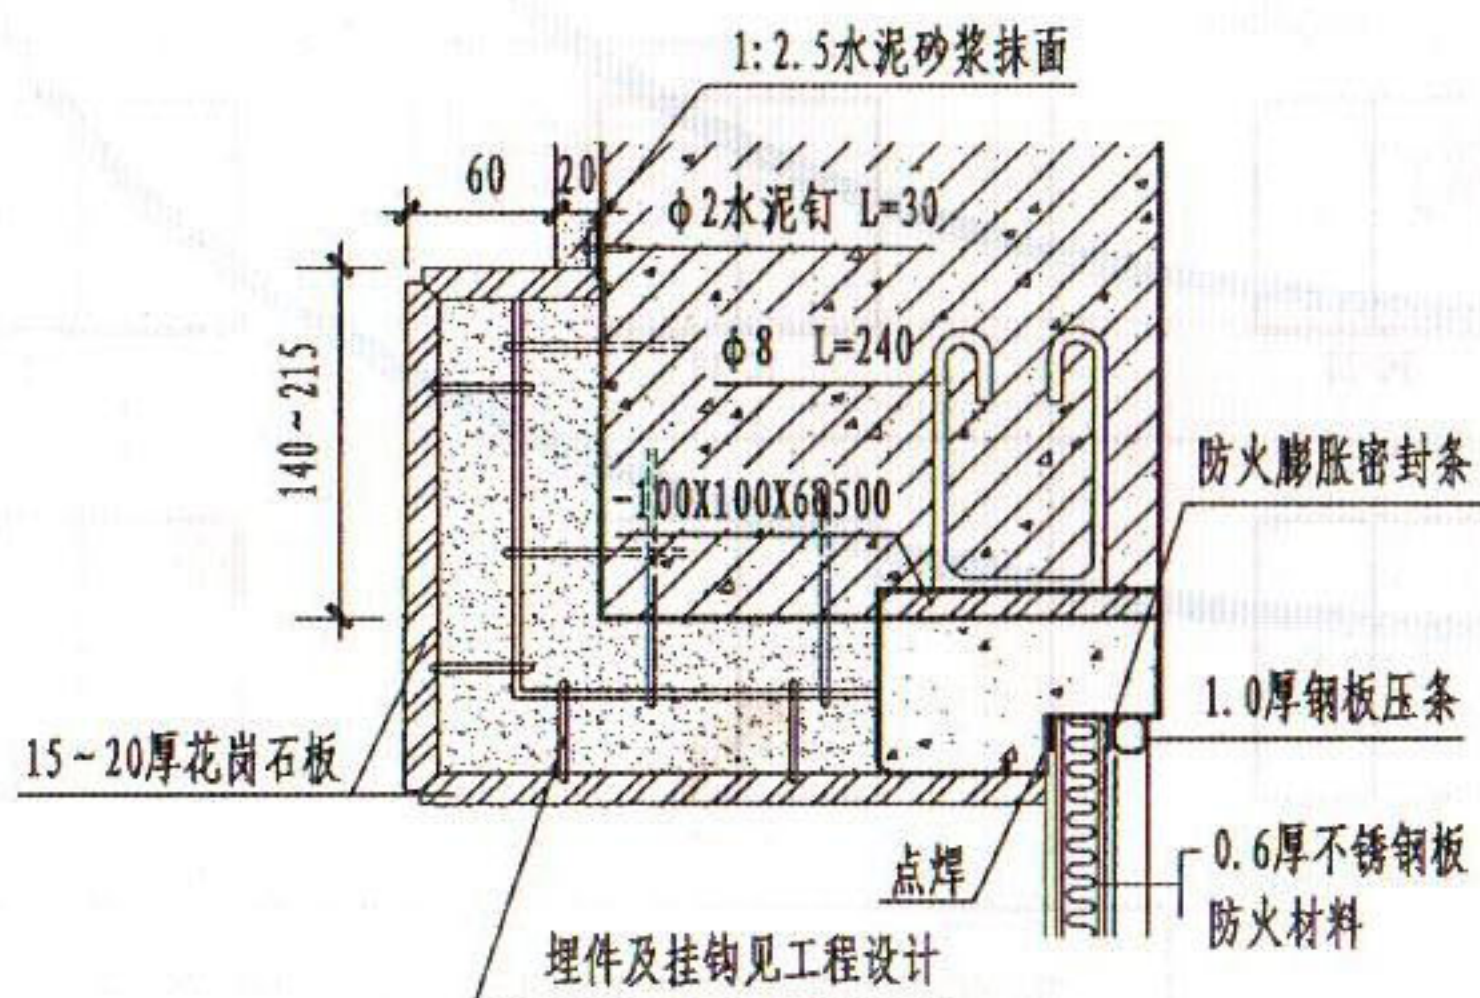 1:2.5水泥砂浆抹面
60
20
φ2水泥钉 L=30
140~215
φ8 L=240
-100X100X6@500
防火膨胀密封条
1.0厚钢板压条
15~20厚花岗石板
点焊
0.6厚不锈钢板
防火材料
埋件及挂钩见工程设计